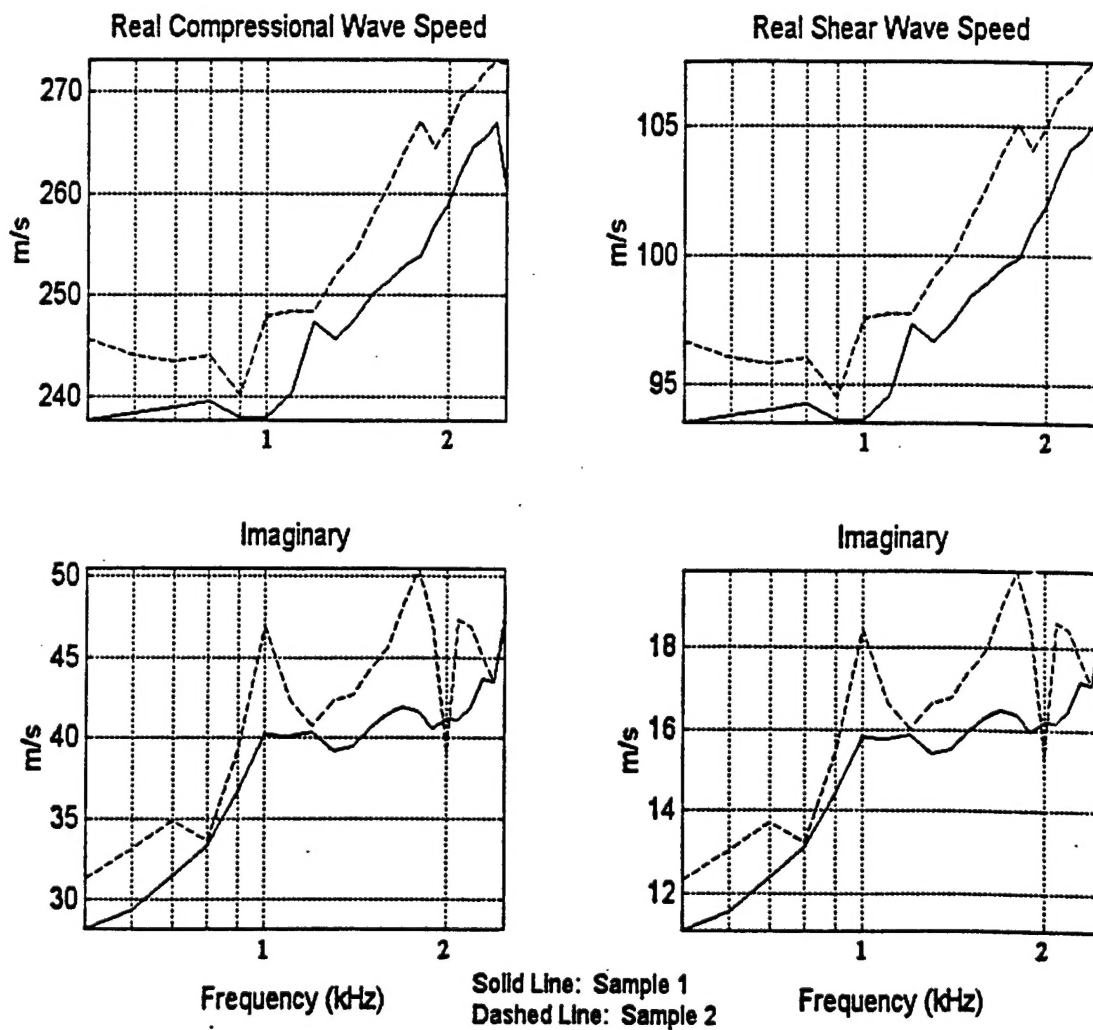 Real Compressional Wave Speed
m/s
270
260
250
240
1
2
Real Shear Wave Speed
m/s
105
100
95
1
2
Imaginary
m/s
50
45
40
35
30
1
2
Frequency (kHz)
Imaginary
m/s
18
16
14
12
1
2
Frequency (kHz)
Solid Line: Sample 1
Dashed Line: Sample 2